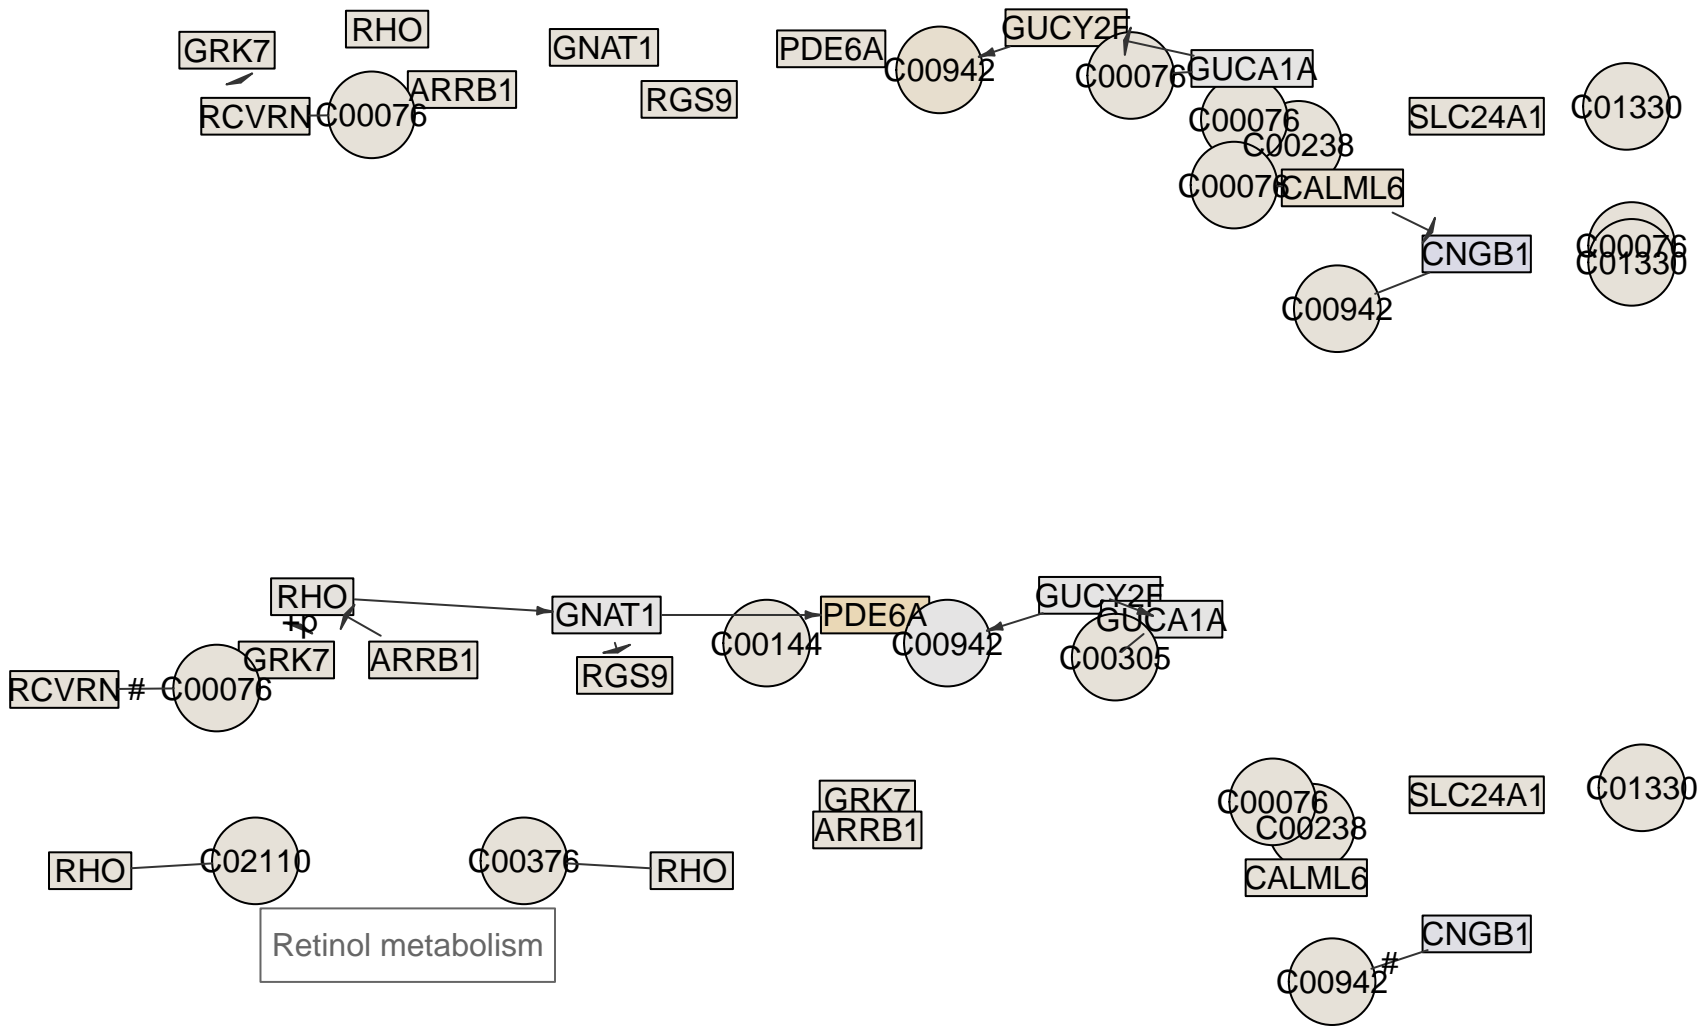 GRK7
RHO
GNAT1
PDE6A
C00942
GUCY2F
C00076
GUCA1A
RCVRN
C00076
ARRB1
RGS9
C00076
C00238
SLC24A1
C01330
C00076
CALML6
CNGB1
C00076
C01330
C00942
RHO
+p
GNAT1
PDE6A
GUCY2F
GUCA1A
RCVRN
#
C00076
GRK7
ARRB1
RGS9
C00144
C00942
C00305
GRK7
ARRB1
C00076
C00238
SLC24A1
C01330
RHO
C02110
C00376
RHO
CALML6
Retinol metabolism
CNGB1
#
C00942